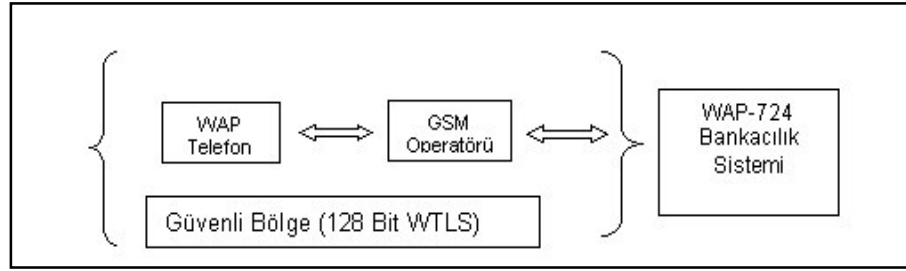 WAP
Telefon
GSM
Operatörü
WAP-724
Bankacılık
Sistemi
Güvenli Bölge (128 Bit WTLS)